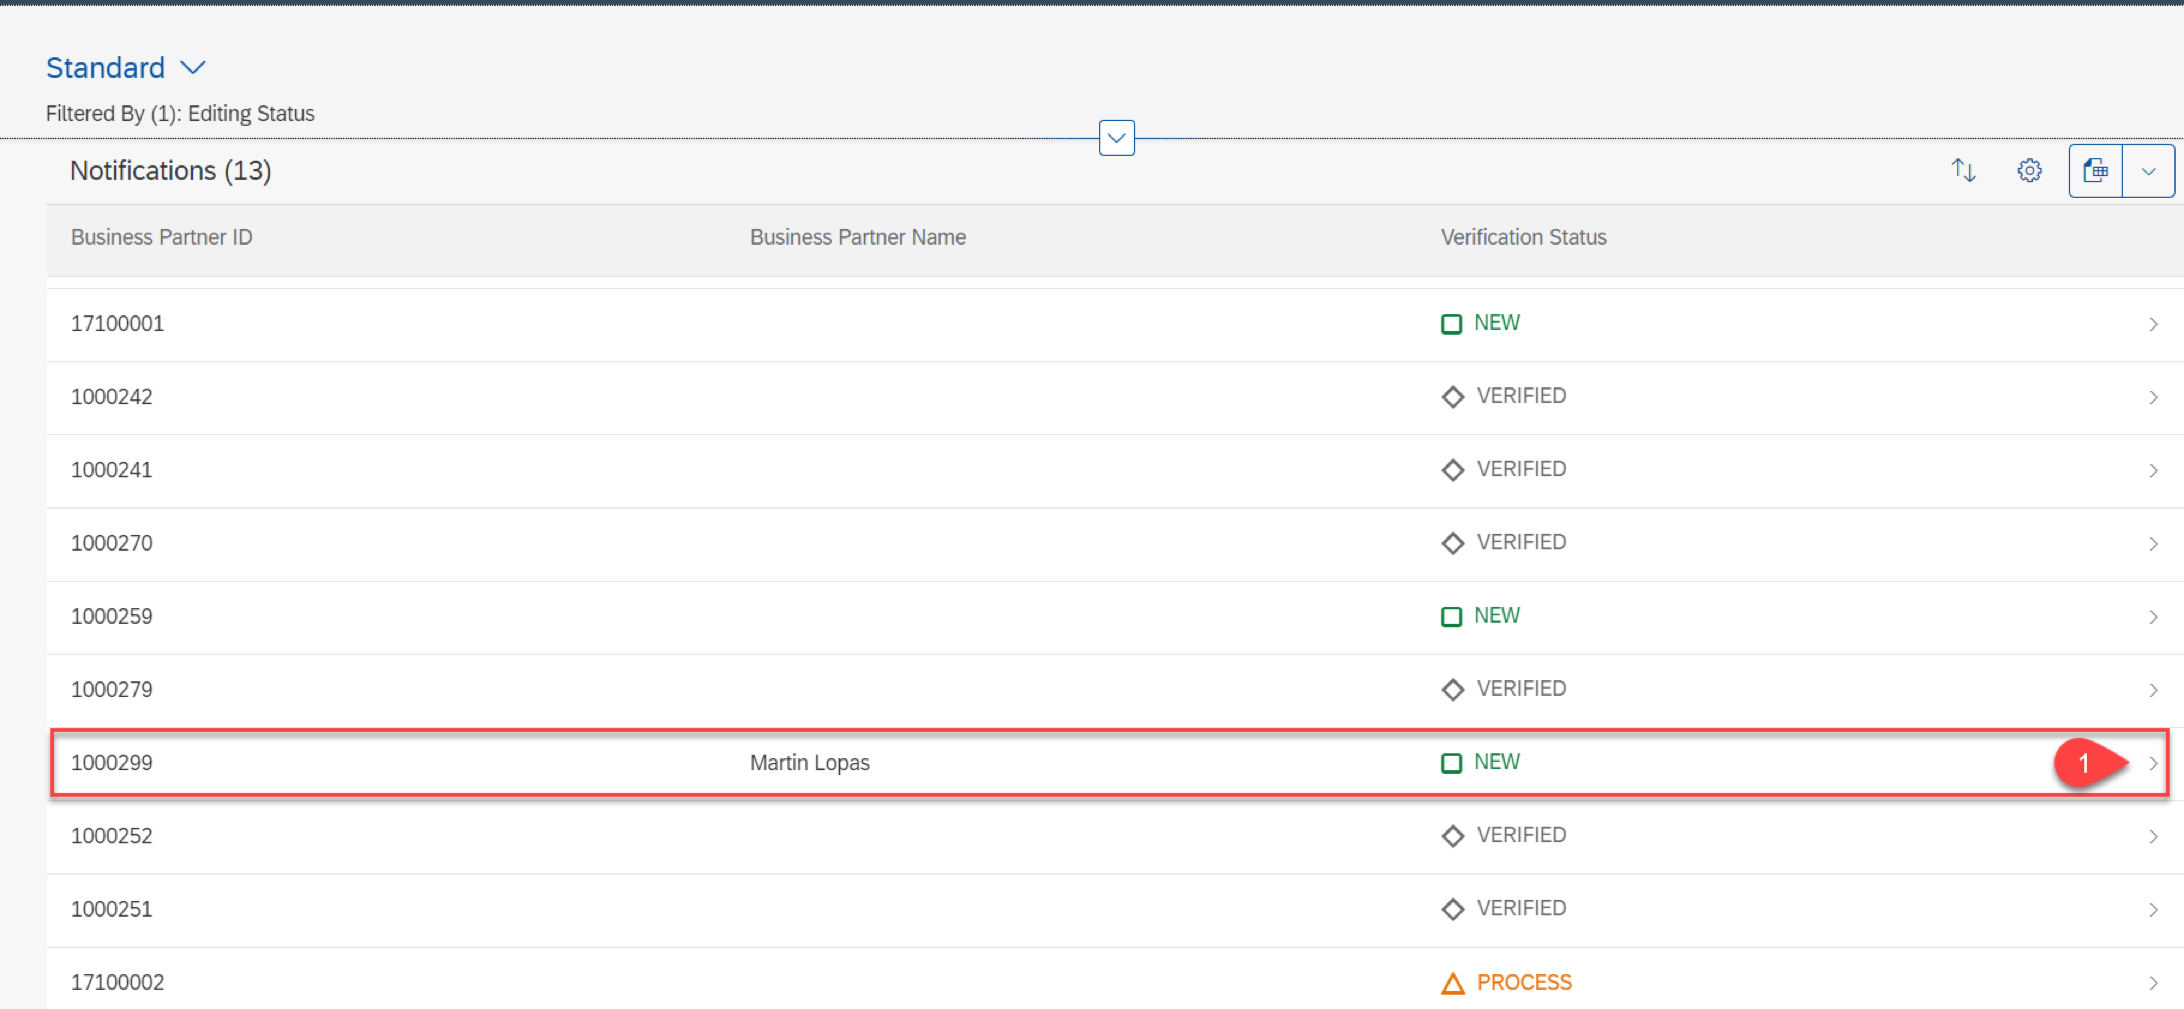 Standard
Filtered By (1): Editing Status
Notifications (13)
Business Partner ID Business Partner Name Verification Status
17100001 NEW
1000242 VERIFIED
1000241 VERIFIED
1000270 VERIFIED
1000259 NEW
1000279 VERIFIED
1000299 Martin Lopas NEW 1
1000252 VERIFIED
1000251 VERIFIED
17100002 PROCESS